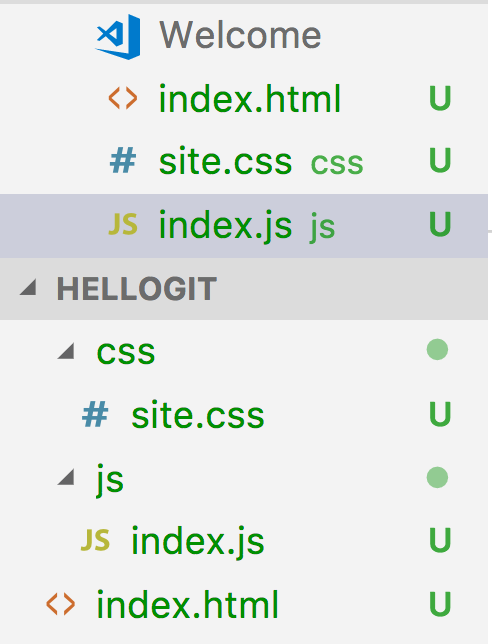 Welcome
<> index.html U
# site.css css U
JS index.js js U
HELLOGIT
css
# site.css U
js
JS index.js U
<> index.html U